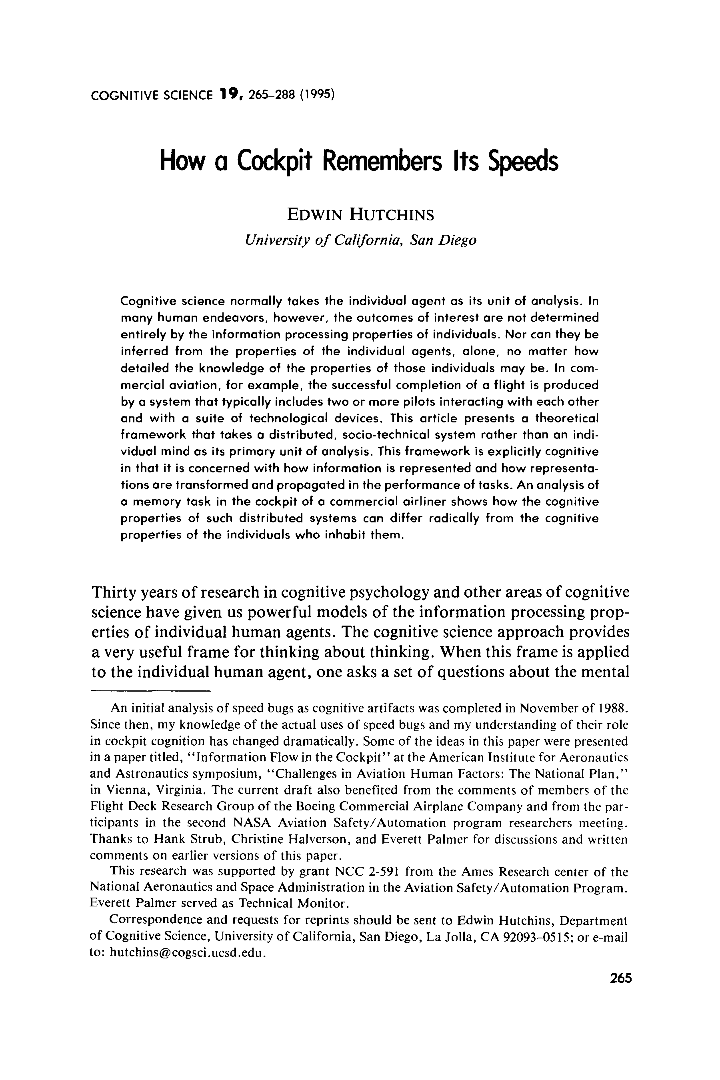 COGNITIVE SCIENCE 19, 265–288 (1995)
How a Cockpit Remembers Its Speeds
EDWIN HUTCHINS
University of California, San Diego
Cognitive science normally takes the individual agent as its unit of analysis. In
many human endeavors, however, the outcomes of interest are not determined
entirely by the information processing properties of individuals. Nor can they be
inferred from the properties of the individual agents, alone, no matter how
detailed the knowledge of the properties of those individuals may be. In com-
mercial aviation, for example, the successful completion of a flight is produced
by a system that typically includes two or more pilots interacting with each other
and with a suite of technological devices. This article presents a theoretical
framework that takes a distributed, socio-technical system rather than an indi-
vidual mind as its primary unit of analysis. This framework is explicitly cognitive
in that it is concerned with how information is represented and how representa-
tions are transformed and propagated in the performance of tasks. An analysis of
a memory task in the cockpit of a commercial airliner shows how the cognitive
properties of such distributed systems can differ radically from the cognitive
properties of the individuals who inhabit them.
Thirty years of research in cognitive psychology and other areas of cognitive
science have given us powerful models of the information processing prop-
erties of individual human agents. The cognitive science approach provides
a very useful frame for thinking about thinking. When this frame is applied
to the individual human agent, one asks a set of questions about the mental
An initial analysis of speed bugs as cognitive artifacts was completed in November of 1988.
Since then, my knowledge of the actual uses of speed bugs and my understanding of their role
in cockpit cognition has changed dramatically. Some of the ideas in this paper were presented
in a paper titled, "Information Flow in the Cockpit" at the American Institute for Aeronautics
and Astronautics symposium, "Challenges in Aviation Human Factors: The National Plan,"
in Vienna, Virginia. The current draft also benefited from the comments of members of the
Flight Deck Research Group of the Boeing Commercial Airplane Company and from the par-
ticipants in the second NASA Aviation Safety/Automation program researchers meeting.
Thanks to Hank Strub, Christine Halverson, and Everett Palmer for discussions and written
comments on earlier versions of this paper.
This research was supported by grant NCC 2-591 from the Ames Research center of the
National Aeronautics and Space Administration in the Aviation Safety/Automation Program.
Everett Palmer served as Technical Monitor.
Correspondence and requests for reprints should be sent to Edwin Hutchins, Department
of Cognitive Science, University of California, San Diego, La Jolla, CA 92093–0515; or e-mail
to: hutchins@cogsci.ucsd.edu.
265